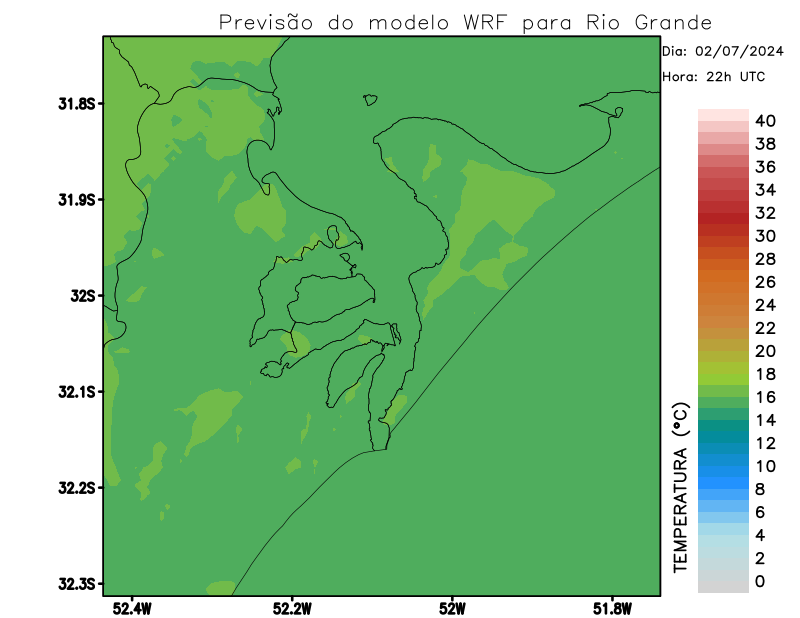 Previsão do modelo WRF para Rio Grande
Dia: 02/07/2024
Hora: 22h UTC
31.8S
31.9S
32S
32.1S
32.2S
32.3S
52.4W
52.2W
52W
51.8W
TEMPERATURA (°C)
40
38
36
34
32
30
28
26
24
22
20
18
16
14
12
10
8
6
4
2
0